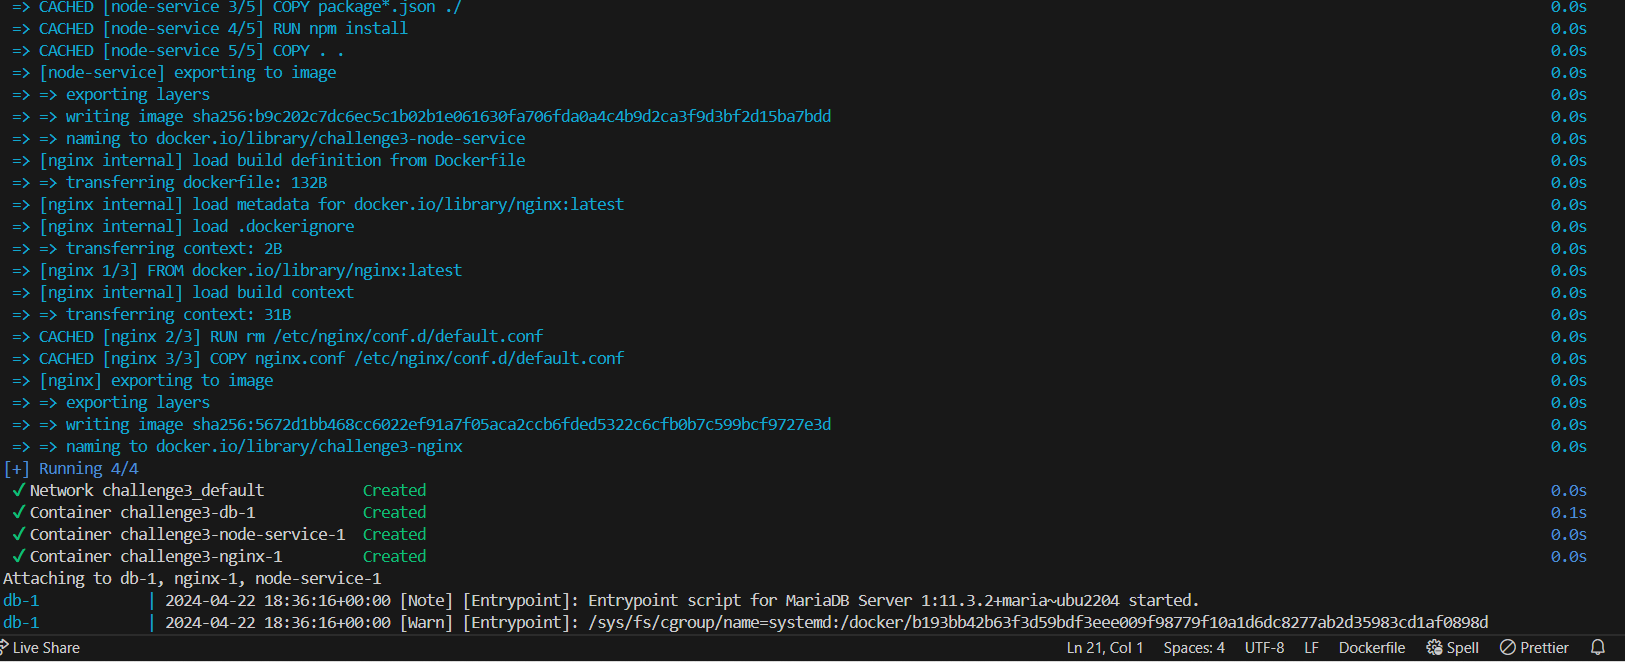 => CACHED [node-service 3/5] COPY package*.json ./ 0.0s
=> CACHED [node-service 4/5] RUN npm install 0.0s
=> CACHED [node-service 5/5] COPY . . 0.0s
=> [node-service] exporting to image 0.0s
=> => exporting layers 0.0s
=> => writing image sha256:b9c202c7dc6ec5c1b02b1e061630fa706fda0a4c4b9d2ca3f9d3bf2d15ba7bdd 0.0s
=> => naming to docker.io/library/challenge3-node-service 0.0s
=> [nginx internal] load build definition from Dockerfile 0.0s
=> => transferring dockerfile: 132B 0.0s
=> [nginx internal] load metadata for docker.io/library/nginx:latest 0.0s
=> [nginx internal] load .dockerignore 0.0s
=> => transferring context: 2B 0.0s
=> [nginx 1/3] FROM docker.io/library/nginx:latest 0.0s
=> [nginx internal] load build context 0.0s
=> => transferring context: 31B 0.0s
=> CACHED [nginx 2/3] RUN rm /etc/nginx/conf.d/default.conf 0.0s
=> CACHED [nginx 3/3] COPY nginx.conf /etc/nginx/conf.d/default.conf 0.0s
=> [nginx] exporting to image 0.0s
=> => exporting layers 0.0s
=> => writing image sha256:5672d1bb468cc6022ef91a7f05aca2ccb6fded5322c6cfb0b7c599bcf9727e3d 0.0s
=> => naming to docker.io/library/challenge3-nginx 0.0s
[+] Running 4/4
✓ Network challenge3_default Created 0.0s
✓ Container challenge3-db-1 Created 0.1s
✓ Container challenge3-node-service-1 Created 0.0s
✓ Container challenge3-nginx-1 Created 0.0s
Attaching to db-1, nginx-1, node-service-1
db-1 | 2024-04-22 18:36:16+00:00 [Note] [Entrypoint]: Entrypoint script for MariaDB Server 1:11.3.2+maria~ubu2204 started.
db-1 | 2024-04-22 18:36:16+00:00 [Warn] [Entrypoint]: /sys/fs/cgroup/name=systemd:/docker/b193bb42b63f3d59bdf3eee009f98779f10a1d6dc8277ab2d35983cd1af0898d
Live Share Ln 21, Col 1 Spaces: 4 UTF-8 LF Dockerfile Spell Prettier